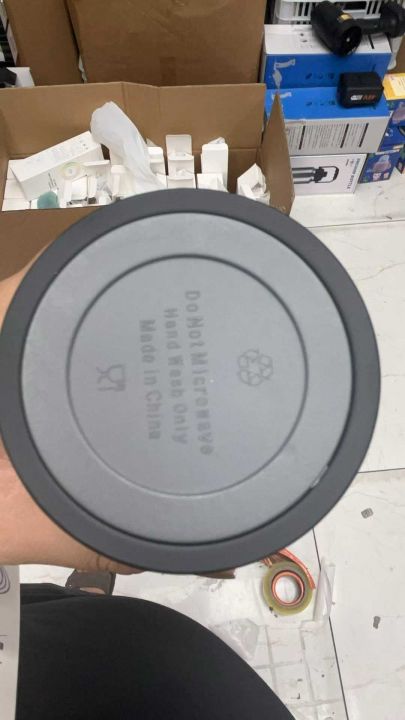 Do Not Microwave
Hand Wash Only
Made in China